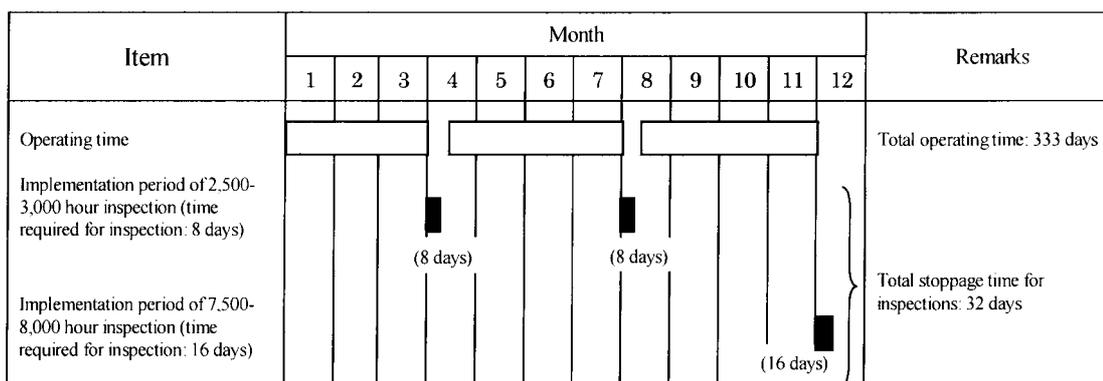 Item
Month
Remarks
1 2 3 4 5 6 7 8 9 10 11 12
Operating time
Total operating time: 333 days
Implementation period of 2,500-
3,000 hour inspection (time
required for inspection: 8 days)
(8 days)
(8 days)
Total stoppage time for
inspections: 32 days
Implementation period of 7,500-
8,000 hour inspection (time
required for inspection: 16 days)
(16 days)